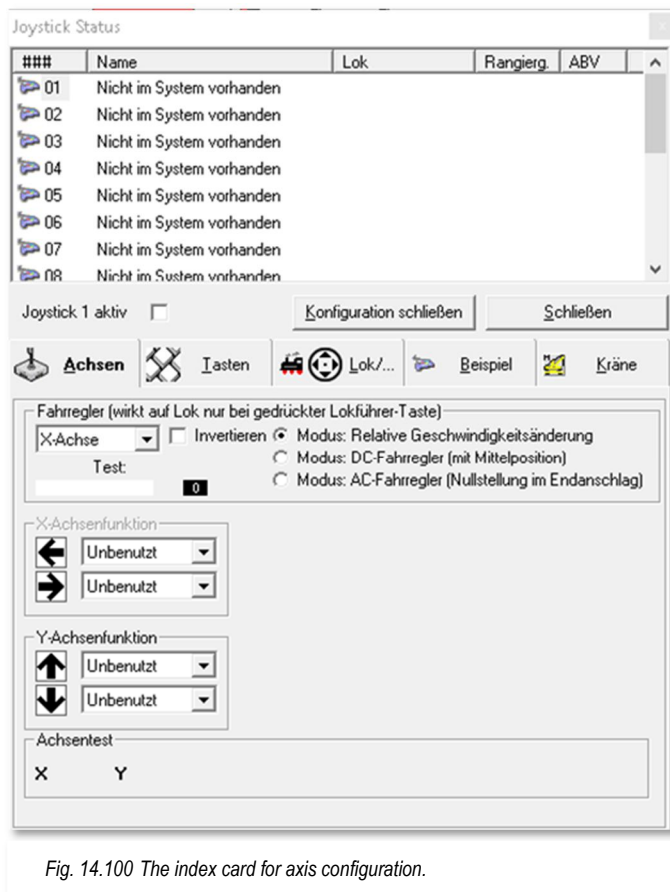 Joystick Status
### Name Lok Rangierg. ABV
01 Nicht im System vorhanden
02 Nicht im System vorhanden
03 Nicht im System vorhanden
04 Nicht im System vorhanden
05 Nicht im System vorhanden
06 Nicht im System vorhanden
07 Nicht im System vorhanden
08 Nicht im System vorhanden
Joystick 1 aktiv Konfiguration schließen Schließen
Achsen Tasten Lok/... Beispiel Kräne
Fahrregler (wirkt auf Lok nur bei gedrückter Lokführer-Taste)
X-Achse Invertieren Modus: Relative Geschwindigkeitsänderung
Modus: DC-Fahrregler (mit Mittelposition)
Test:
0 Modus: AC-Fahrregler (Nullstellung im Endanschlag)
X-Achsenfunktion
Unbenutzt
Unbenutzt
Y-Achsenfunktion
Unbenutzt
Unbenutzt
Achsentest
X Y
Fig. 14.100 The index card for axis configuration.